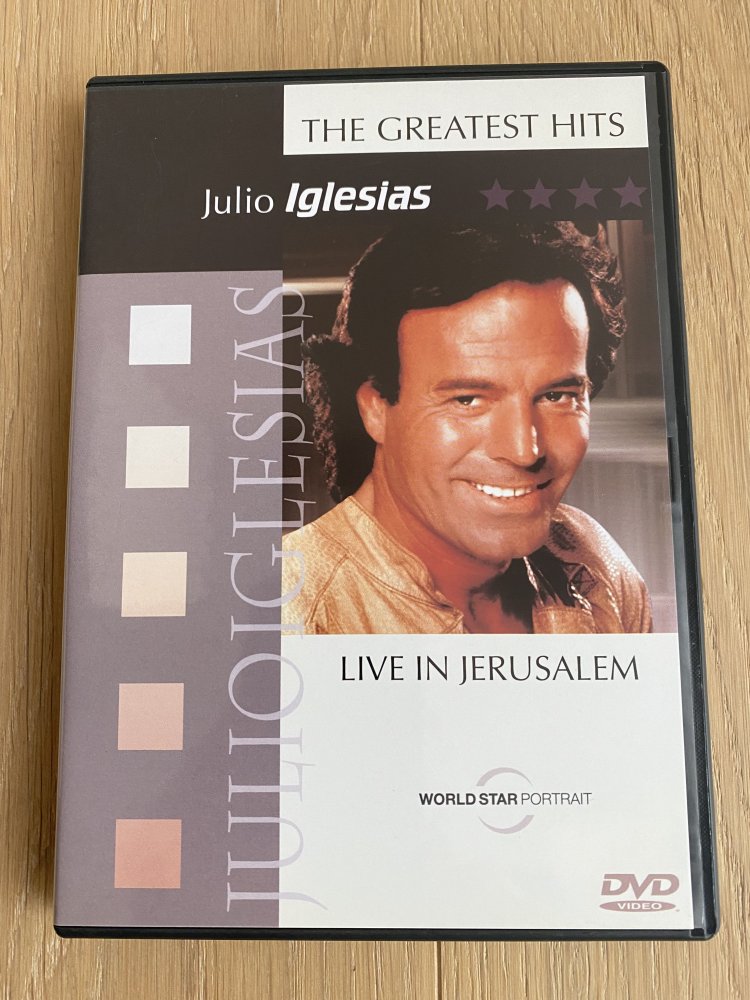 THE GREATEST HITS
Julio Iglesias
JULIOIGLESIAS
LIVE IN JERUSALEM
WORLD STAR PORTRAIT
DVD
VIDEO